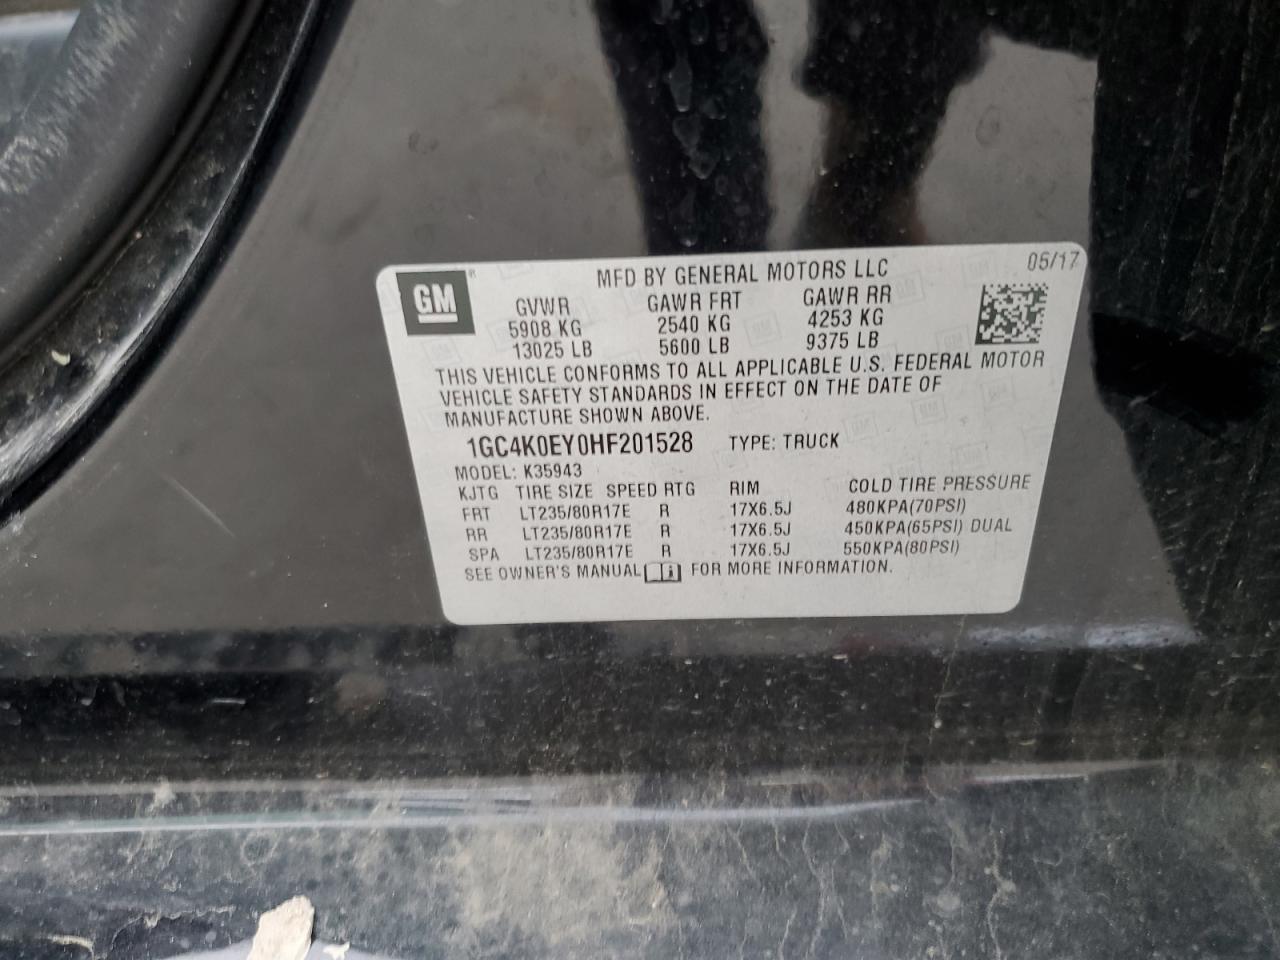 GM ®
MFD BY GENERAL MOTORS LLC
05/17
GVWR GAWR FRT GAWR RR
5908 KG 2540 KG 4253 KG
13025 LB 5600 LB 9375 LB
THIS VEHICLE CONFORMS TO ALL APPLICABLE U.S. FEDERAL MOTOR
VEHICLE SAFETY STANDARDS IN EFFECT ON THE DATE OF
MANUFACTURE SHOWN ABOVE.
1GC4K0EY0HF201528 TYPE: TRUCK
MODEL: K35943
KJTG TIRE SIZE SPEED RTG RIM COLD TIRE PRESSURE
FRT LT235/80R17E R 17X6.5J 480KPA(70PSI)
RR LT235/80R17E R 17X6.5J 450KPA(65PSI) DUAL
SPA LT235/80R17E R 17X6.5J 550KPA(80PSI)
SEE OWNER'S MANUAL FOR MORE INFORMATION.